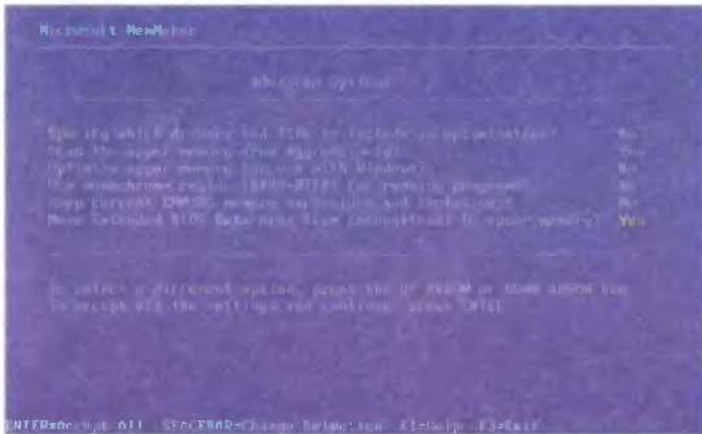 Microsoft MemMaker
Advanced Options
Specify which drivers and TSRs to include in optimization? No
Scan the upper memory area aggressively? Yes
Optimize upper memory for use with Windows? No
Use monochrome region (B000-B7FF) for running programs? No
Keep current EMM386 memory exclusions and inclusions? No
Move Extended BIOS Data Area from conventional to upper memory? Yes
To select a different option, press the UP ARROW or DOWN ARROW key
To accept all the settings and continue, press ENTER
ENTER=Accept All SPACEBAR=Change Selection F1=Help F3=Exit